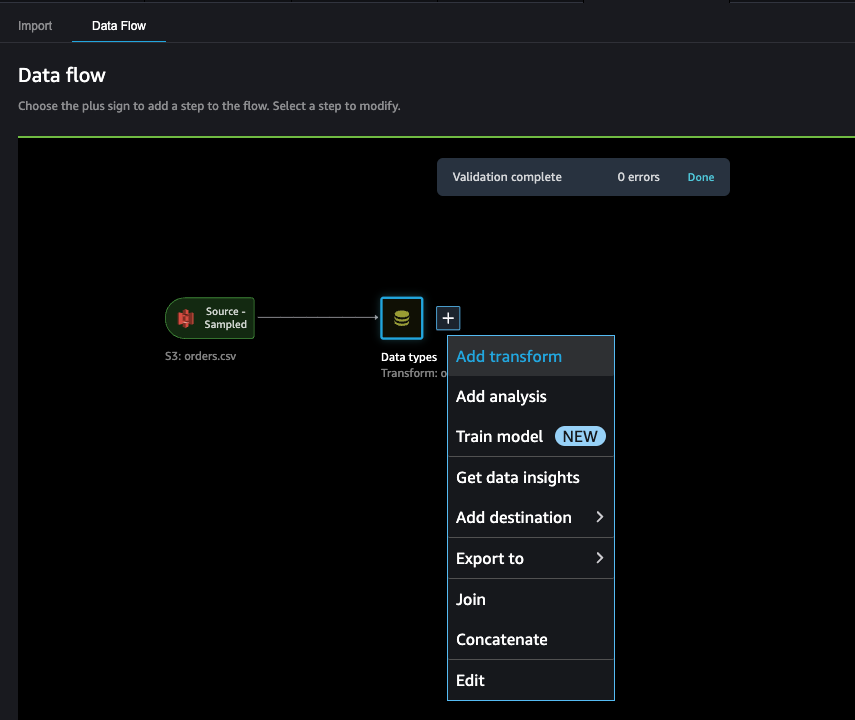 Import
Data Flow
Data flow
Choose the plus sign to add a step to the flow. Select a step to modify.
Validation complete 0 errors Done
Source -
Sampled
S3: orders.csv
Data types
Transform:
Add transform
Add analysis
Train model NEW
Get data insights
Add destination
Export to
Join
Concatenate
Edit